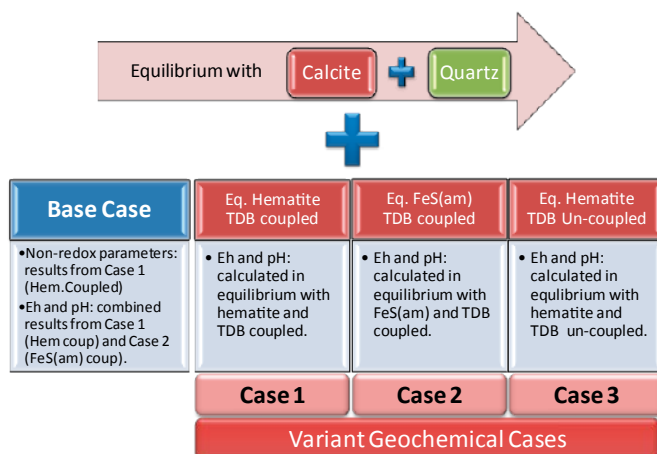 Equilibrium with Calcite Quartz
Base Case
•Non-redox parameters:
results from Case 1
(Hem.Coupled)
•Eh and pH: combined
results from Case 1
(Hem coup) and Case 2
(FeS(am) coup).
Eq. Hematite
TDB coupled
• Eh and pH:
calculated in
equilibrium with
hematite and
TDB coupled.
Eq. FeS(am)
TDB coupled
• Eh and pH:
calculated in
equilibrium with
FeS(am) and TDB
coupled.
Eq. Hematite
TDB Un-coupled
• Eh and pH:
calculated in
equlibrium with
hematite and
TDB un-coupled.
Case 1
Case 2
Case 3
Variant Geochemical Cases